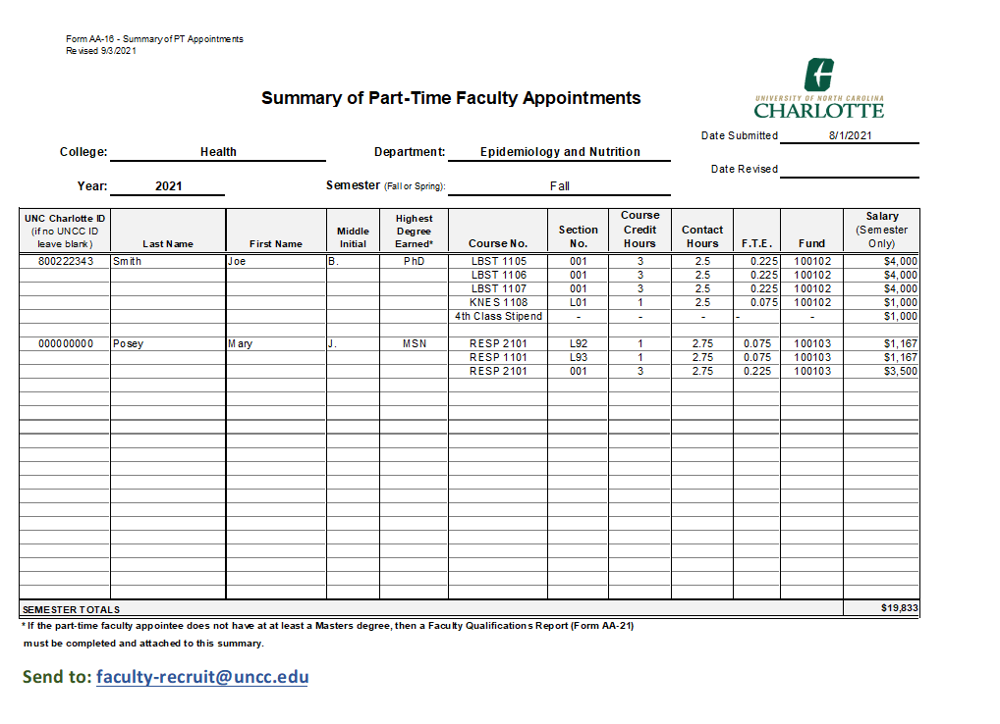 Form AA-16 - Summary of PT Appointments
Revised 9/3/2021
UNIVERSITY OF NORTH CAROLINA
CHARLOTTE
Summary of Part-Time Faculty Appointments
Date Submitted 8/1/2021
College: Health Department: Epidemiology and Nutrition
Date Revised
Year: 2021 Semester (Fall or Spring): Fall
UNC Charlotte ID (if no UNCC ID leave blank) Last Name First Name Middle Initial Highest Degree Earned* Course No. Section No. Course Credit Hours Contact Hours F.T.E. Fund Salary (Semester Only)
800222343 Smith Joe B. PhD LBST 1105 001 3 2.5 0.225 100102 $4,000
LBST 1106 001 3 2.5 0.225 100102 $4,000
LBST 1107 001 3 2.5 0.225 100102 $4,000
KNES 1108 L01 1 2.5 0.075 100102 $1,000
4th Class Stipend - - - - - $1,000
000000000 Posey Mary J. MSN RESP 2101 L92 1 2.75 0.075 100103 $1,167
RESP 1101 L93 1 2.75 0.075 100103 $1,167
RESP 2101 001 3 2.75 0.225 100103 $3,500
SEMESTER TOTALS $19,833
* If the part-time faculty appointee does not have at at least a Masters degree, then a Faculty Qualifications Report (Form AA-21)
must be completed and attached to this summary.
Send to: faculty-recruit@uncc.edu